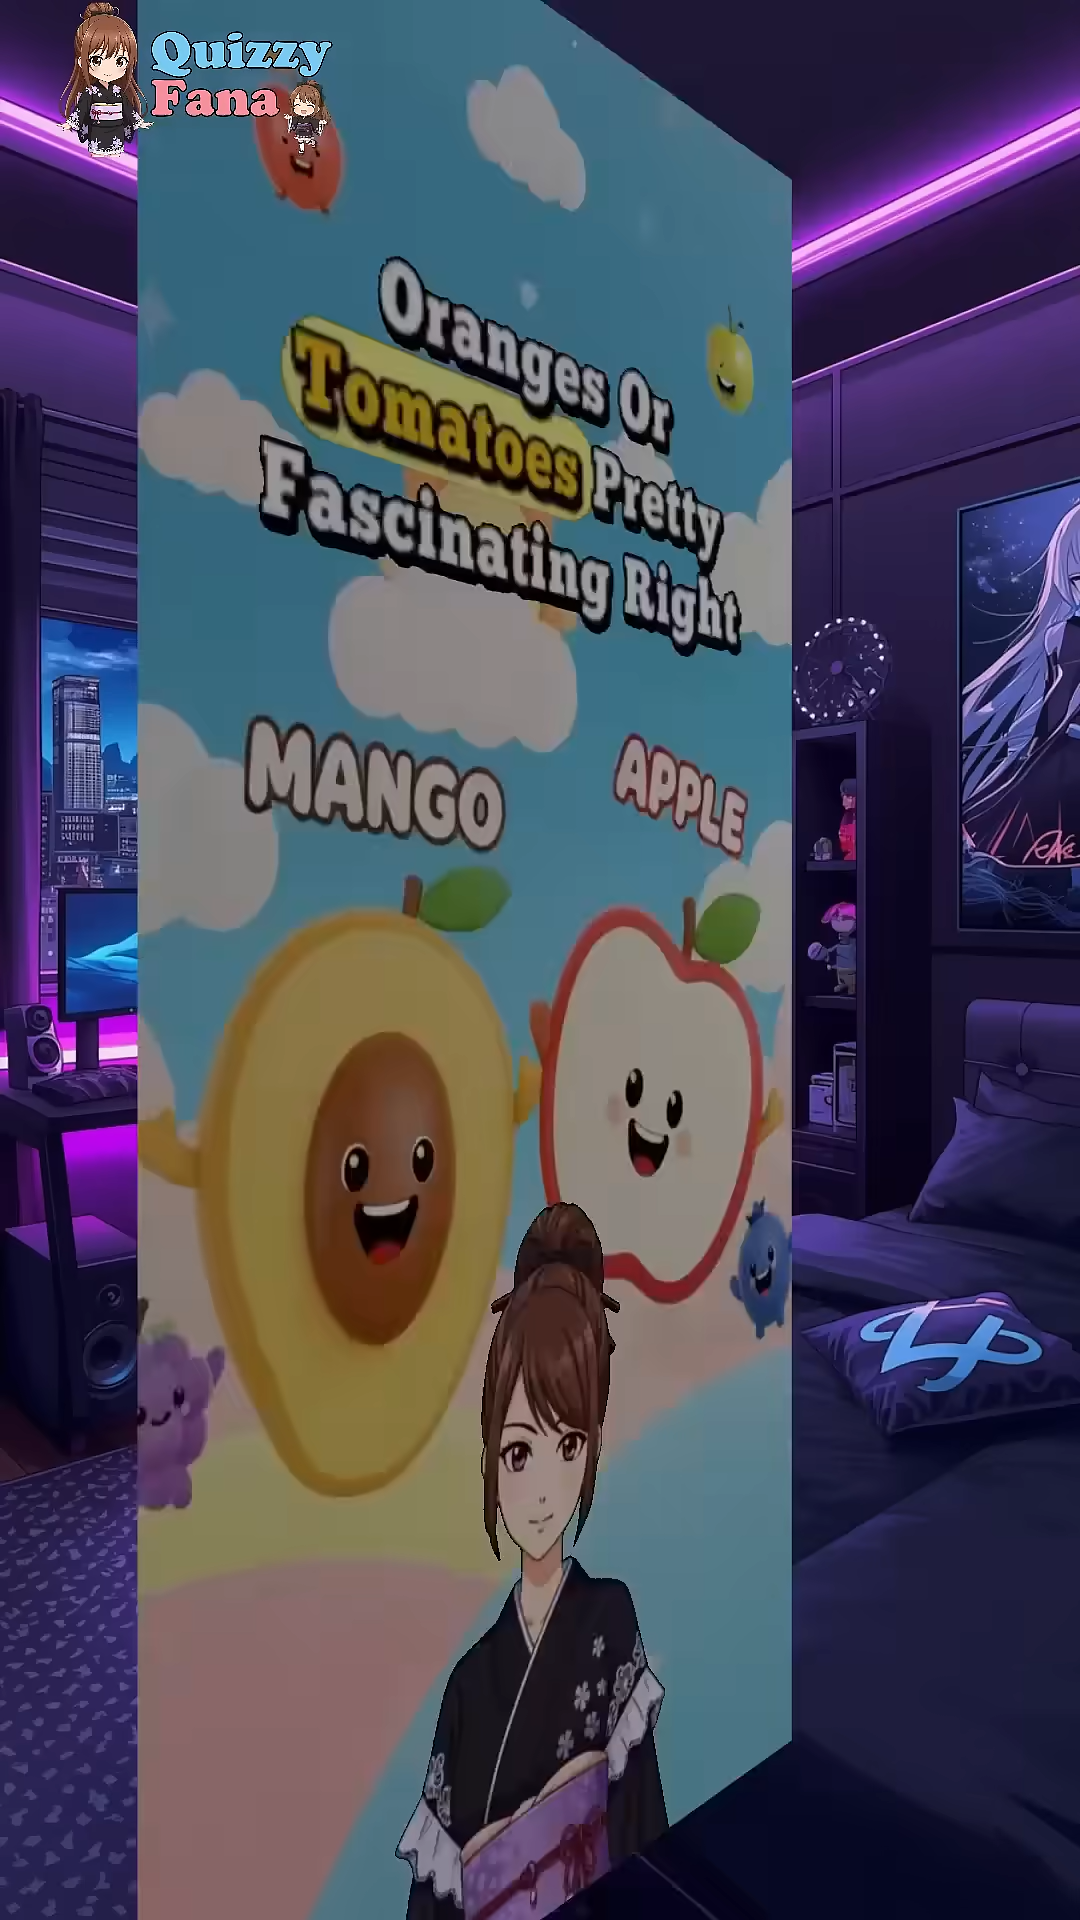 Quizzy
Fana
Oranges Or
Tomatoes Pretty
Fascinating Right
MANGO
APPLE